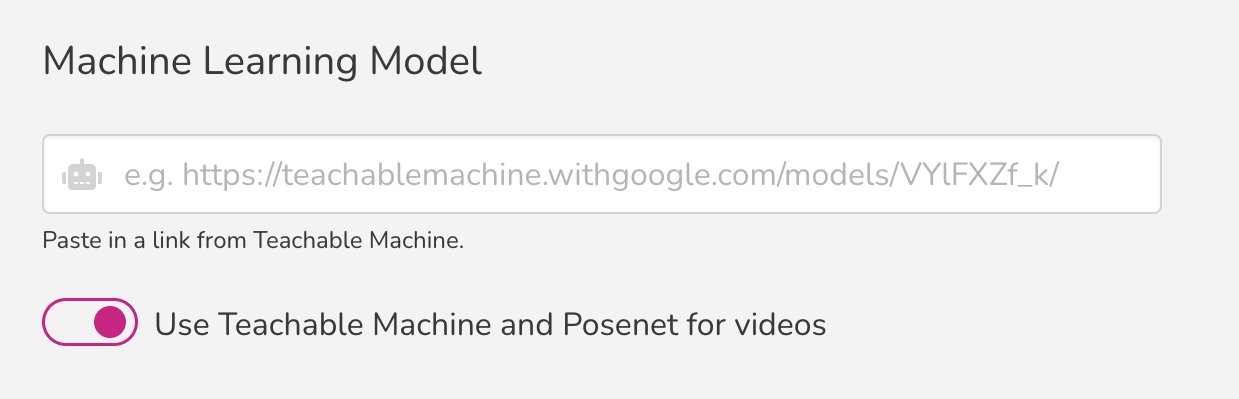 Machine Learning Model
e.g. https://teachablemachine.withgoogle.com/models/VYlFXZf_k/
Paste in a link from Teachable Machine.
Use Teachable Machine and Posenet for videos